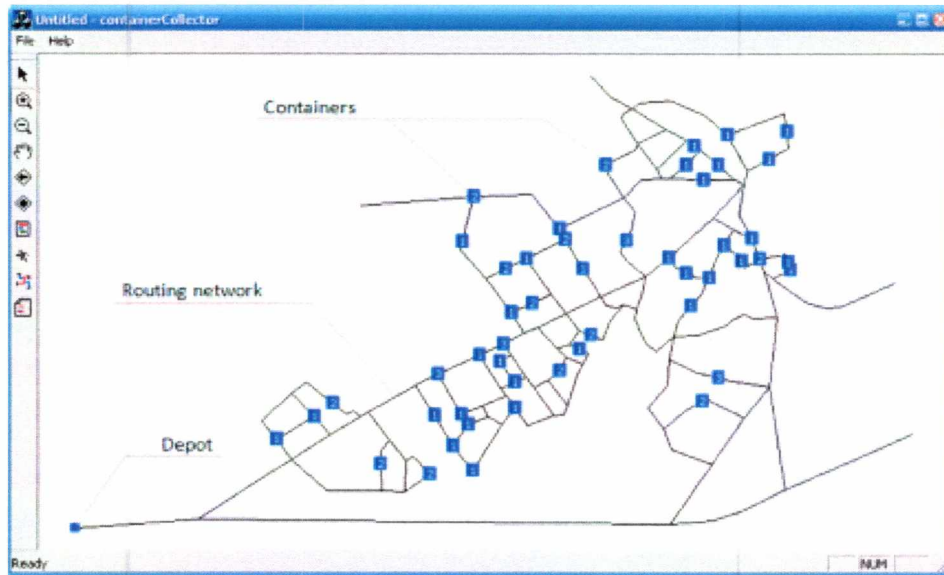 Untitled - containerCollector
File Help
Containers
Routing network
Depot
Ready
NUM